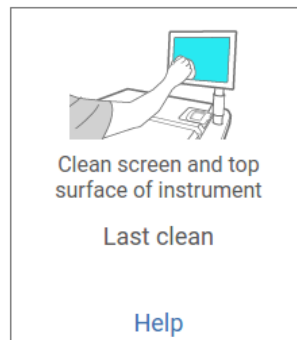 Clean screen and top
surface of instrument
Last clean
Help